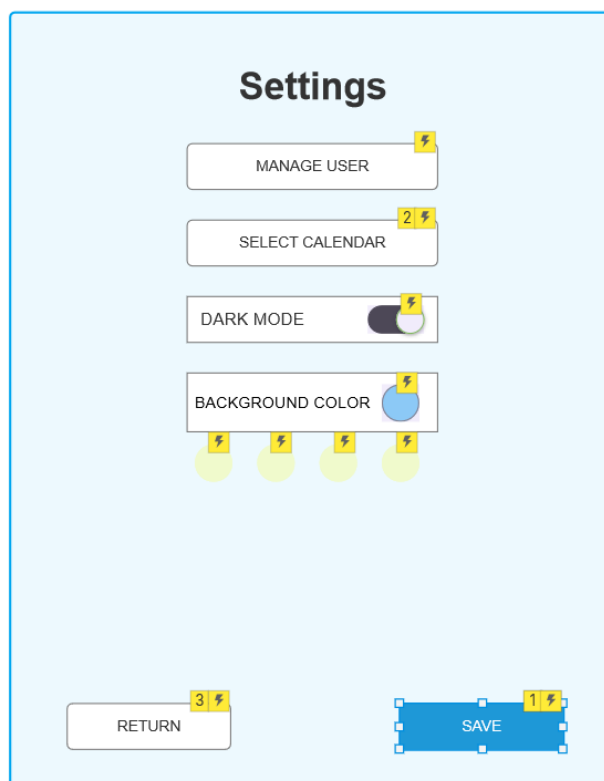 Settings
MANAGE USER
2
SELECT CALENDAR
DARK MODE
BACKGROUND COLOR
3
RETURN
1
SAVE